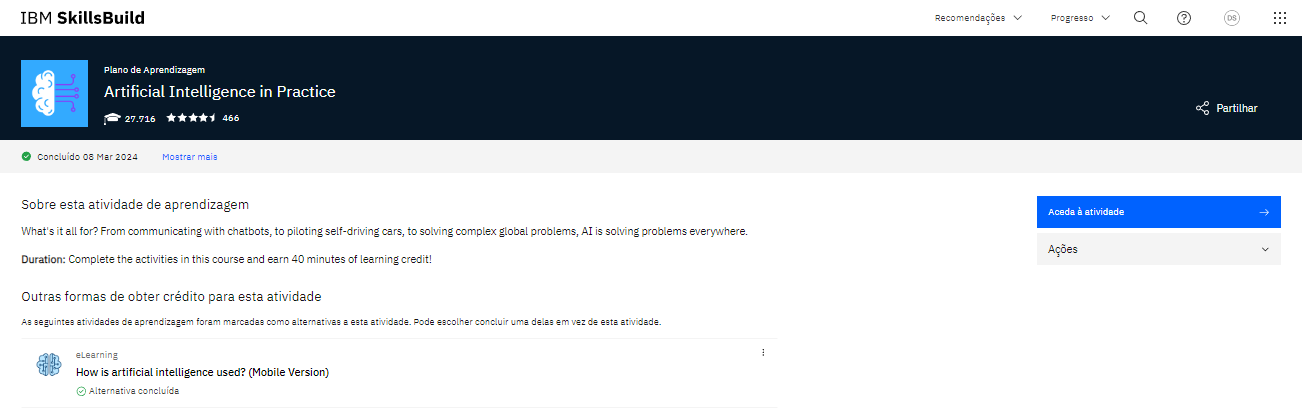 IBM SkillsBuild
Recomendações
Progresso
DS
Plano de Aprendizagem
Artificial Intelligence in Practice
27.716
466
Partilhar
Concluído 08 Mar 2024
Mostrar mais
Sobre esta atividade de aprendizagem
Aceda à atividade
What's it all for? From communicating with chatbots, to piloting self-driving cars, to solving complex global problems, AI is solving problems everywhere.
Ações
Duration: Complete the activities in this course and earn 40 minutes of learning credit!
Outras formas de obter crédito para esta atividade
As seguintes atividades de aprendizagem foram marcadas como alternativas a esta atividade. Pode escolher concluir uma delas em vez de esta atividade.
eLearning
How is artificial intelligence used? (Mobile Version)
Alternativa concluída